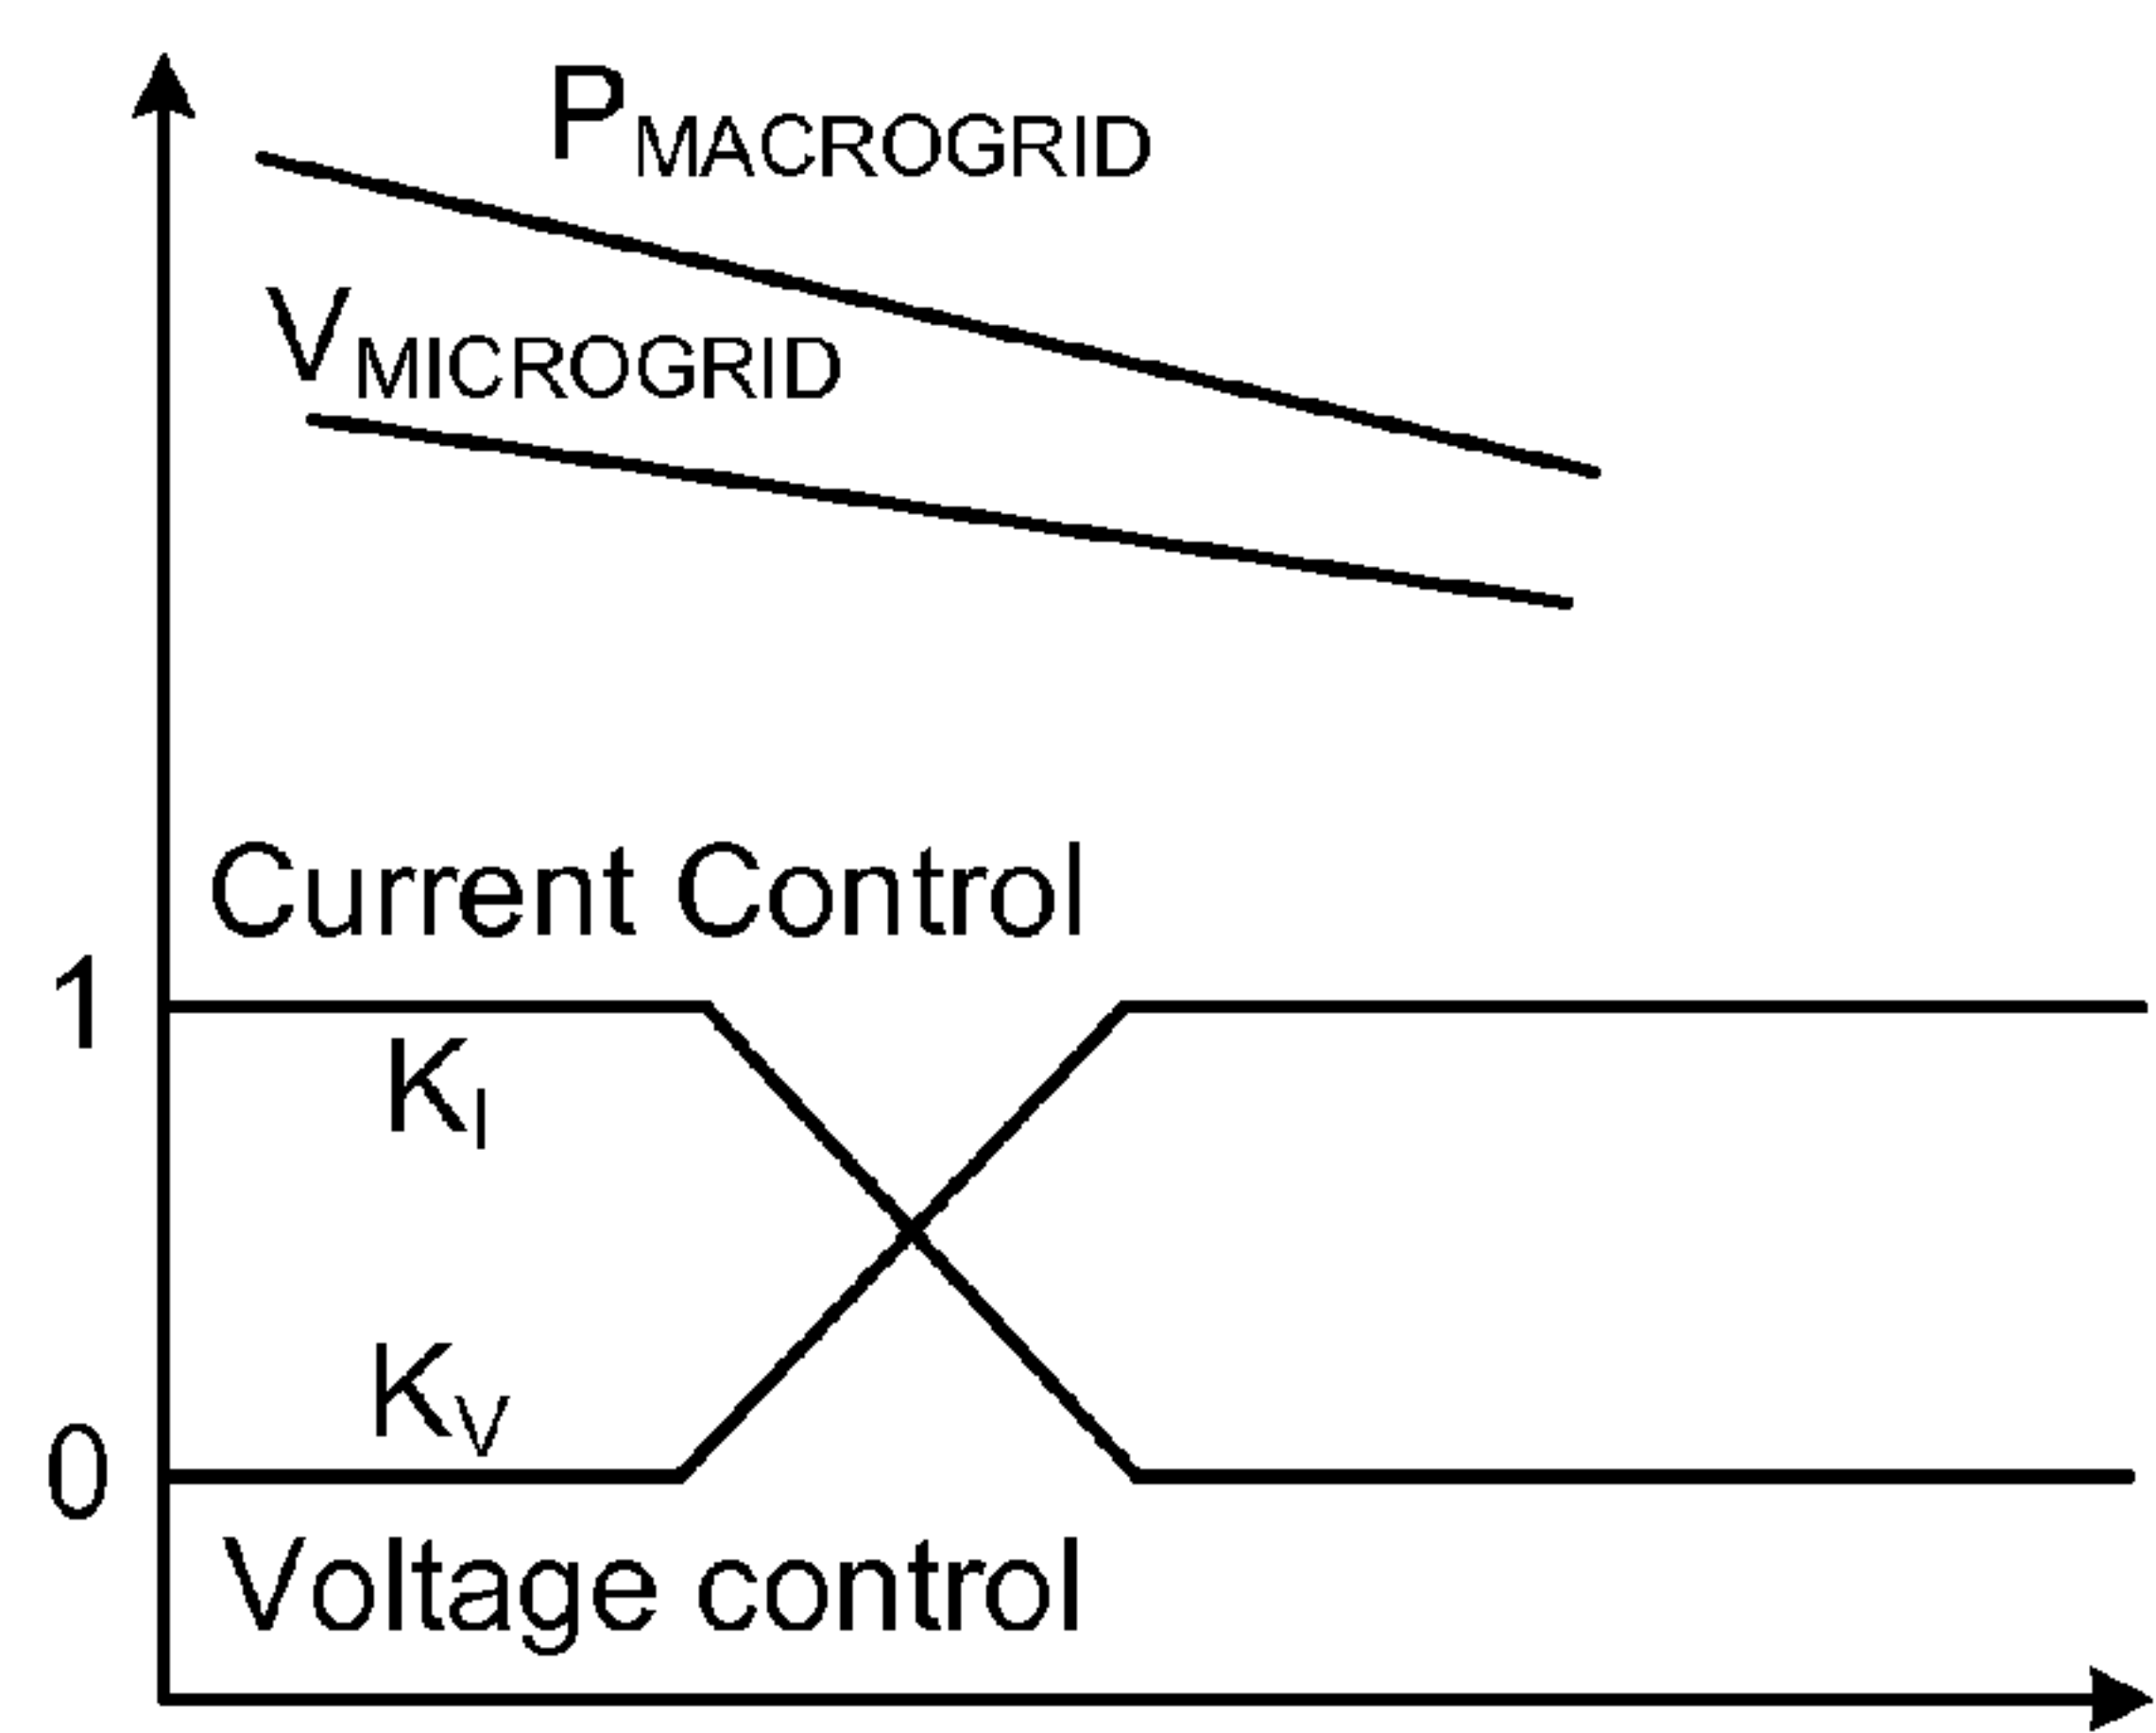 PMACROGRID
VMICROGRID
Current Control
1
KI
KV
0
Voltage control